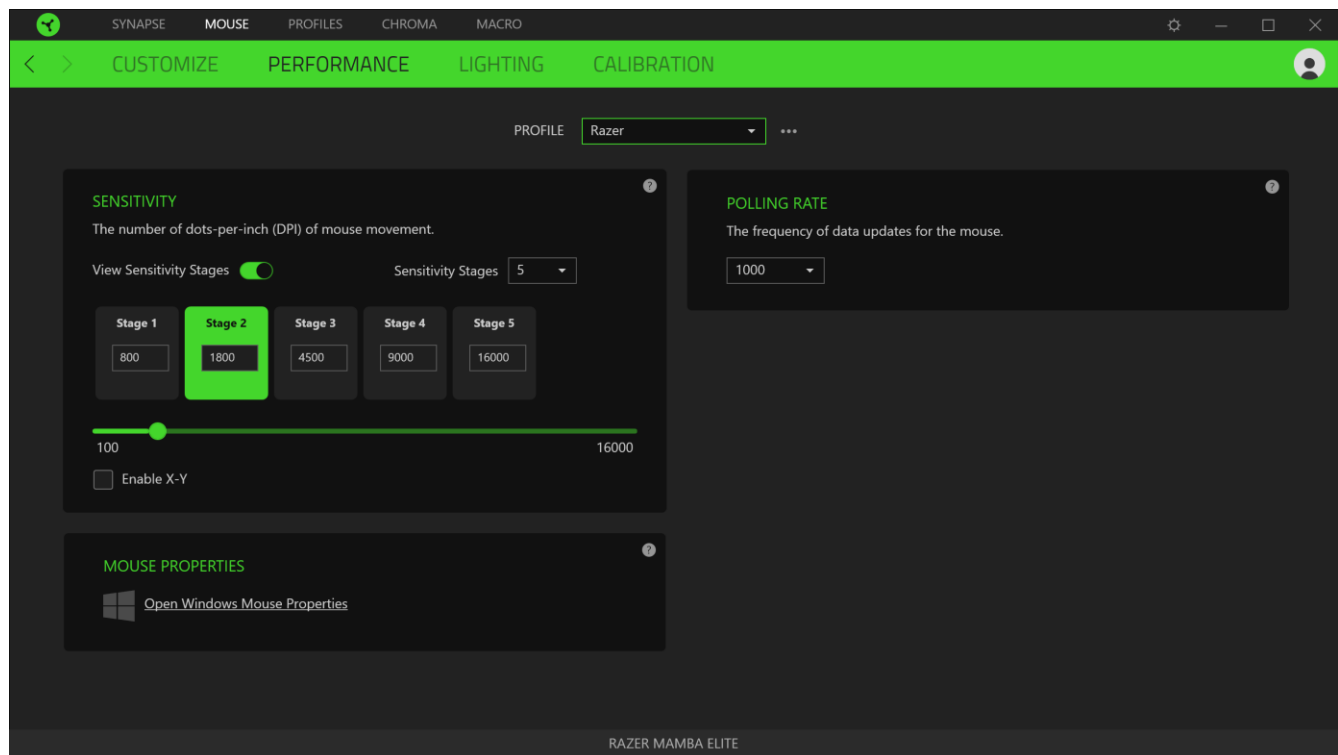 SYNAPSE MOUSE PROFILES CHROMA MACRO
CUSTOMIZE PERFORMANCE LIGHTING CALIBRATION
PROFILE Razer
SENSITIVITY
The number of dots-per-inch (DPI) of mouse movement.
View Sensitivity Stages Sensitivity Stages 5
Stage 1 Stage 2 Stage 3 Stage 4 Stage 5
800 1800 4500 9000 16000
100 16000
Enable X-Y
POLLING RATE
The frequency of data updates for the mouse.
1000
MOUSE PROPERTIES
Open Windows Mouse Properties
RAZER MAMBA ELITE